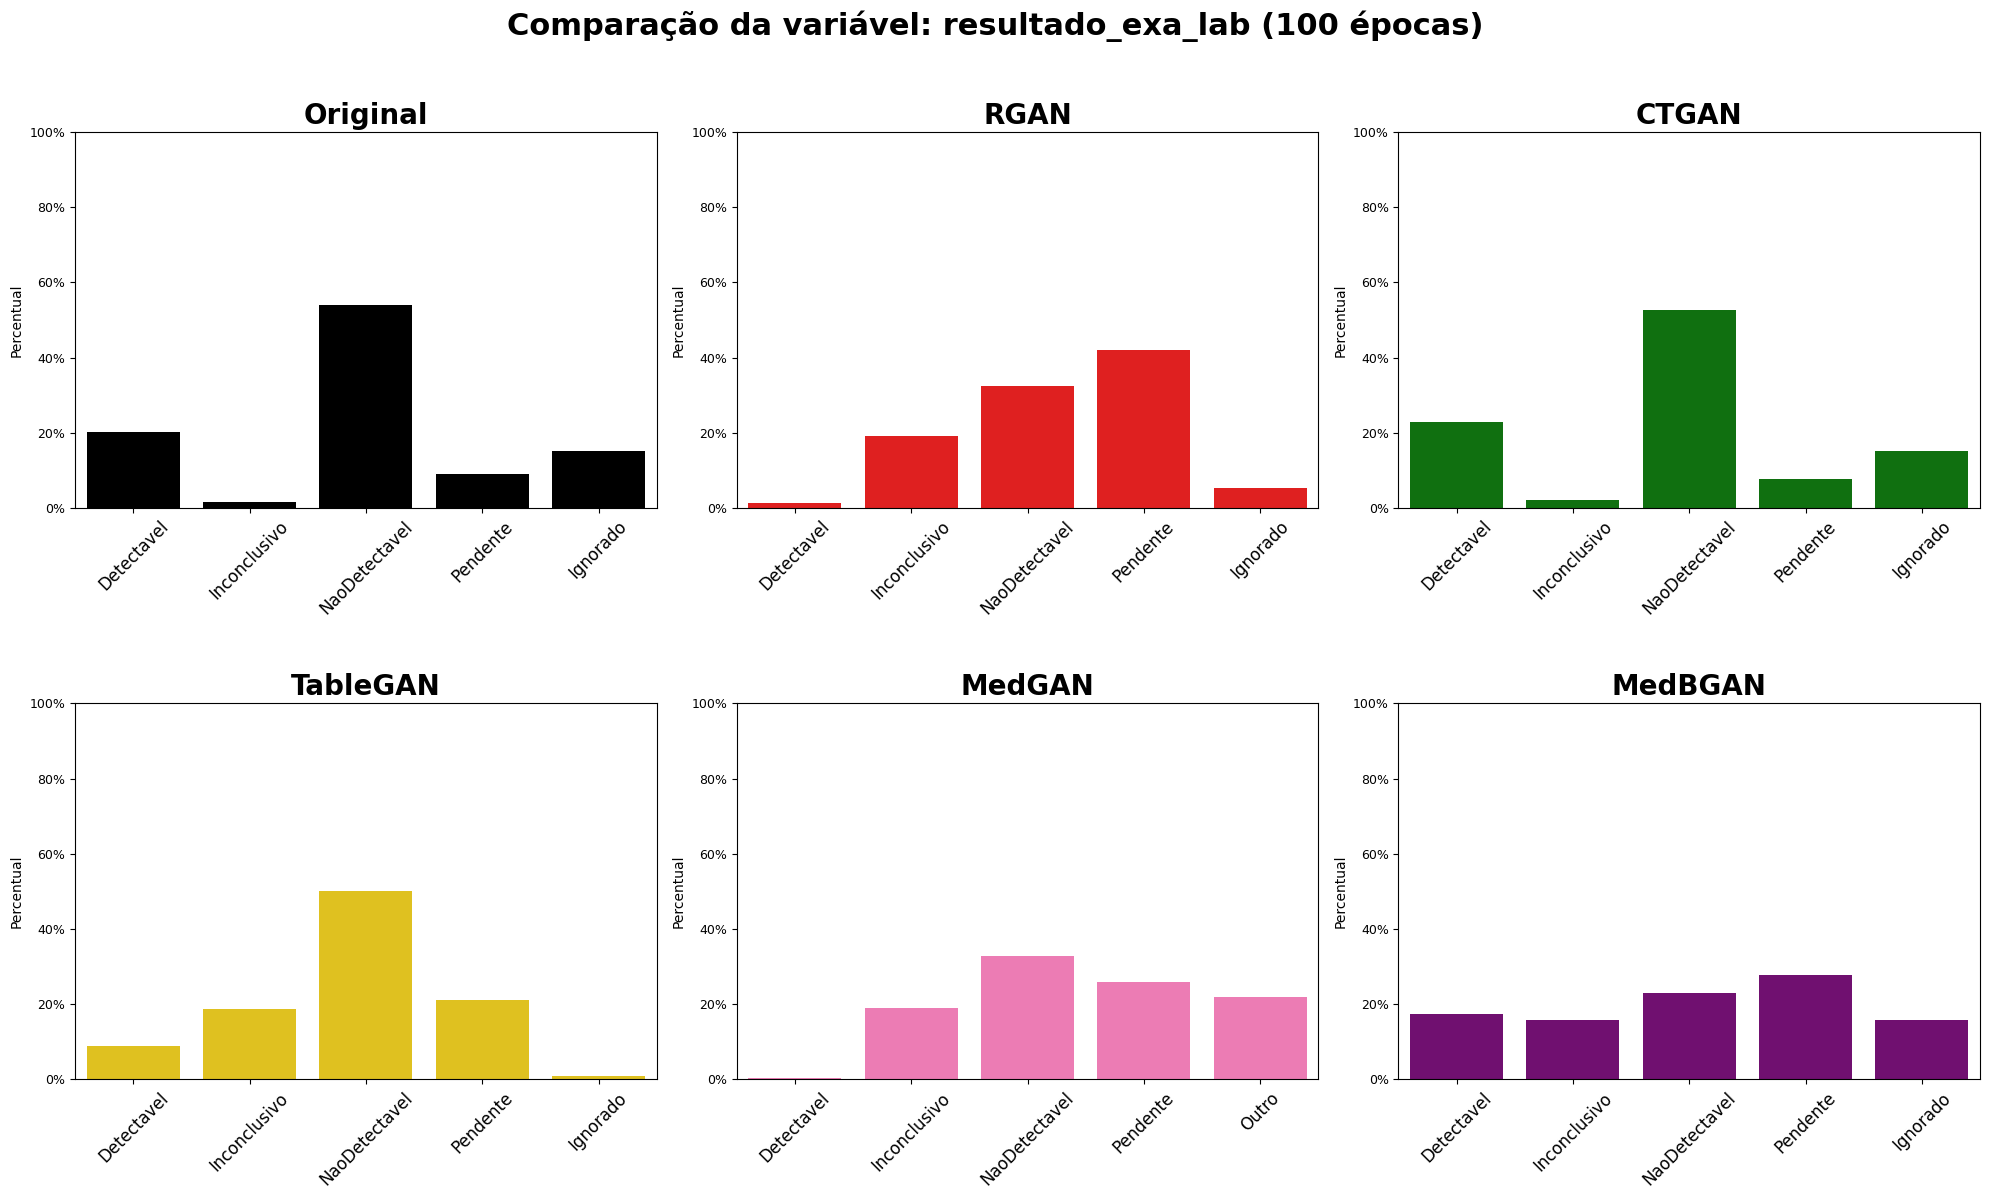 Comparação da variável: resultado_exa_lab (100 épocas)
Original
100%
80%
60%
40%
20%
0%
Percentual
Detectavel
Inconclusivo
NaoDetectavel
Pendente
Ignorado
RGAN
100%
80%
60%
40%
20%
0%
Percentual
Detectavel
Inconclusivo
NaoDetectavel
Pendente
Ignorado
CTGAN
100%
80%
60%
40%
20%
0%
Percentual
Detectavel
Inconclusivo
NaoDetectavel
Pendente
Ignorado
TableGAN
100%
80%
60%
40%
20%
0%
Percentual
Detectavel
Inconclusivo
NaoDetectavel
Pendente
Ignorado
MedGAN
100%
80%
60%
40%
20%
0%
Percentual
Detectavel
Inconclusivo
NaoDetectavel
Pendente
Outro
MedBGAN
100%
80%
60%
40%
20%
0%
Percentual
Detectavel
Inconclusivo
NaoDetectavel
Pendente
Ignorado